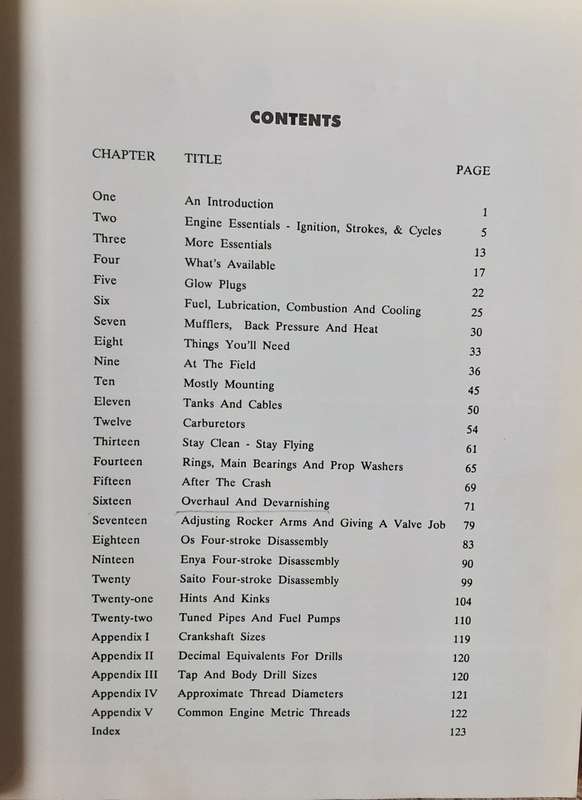 CONTENTS
CHAPTER TITLE PAGE
One An Introduction 1
Two Engine Essentials - Ignition, Strokes, & Cycles 5
Three More Essentials 13
Four What's Available 17
Five Glow Plugs 22
Six Fuel, Lubrication, Combustion And Cooling 25
Seven Mufflers, Back Pressure And Heat 30
Eight Things You'll Need 33
Nine At The Field 36
Ten Mostly Mounting 45
Eleven Tanks And Cables 50
Twelve Carburetors 54
Thirteen Stay Clean - Stay Flying 61
Fourteen Rings, Main Bearings And Prop Washers 65
Fifteen After The Crash 69
Sixteen Overhaul And Devarnishing 71
Seventeen Adjusting Rocker Arms And Giving A Valve Job 79
Eighteen Os Four-stroke Disassembly 83
Ninteen Enya Four-stroke Disassembly 90
Twenty Saito Four-stroke Disassembly 99
Twenty-one Hints And Kinks 104
Twenty-two Tuned Pipes And Fuel Pumps 110
Appendix I Crankshaft Sizes 119
Appendix II Decimal Equivalents For Drills 120
Appendix III Tap And Body Drill Sizes 120
Appendix IV Approximate Thread Diameters 121
Appendix V Common Engine Metric Threads 122
Index 123